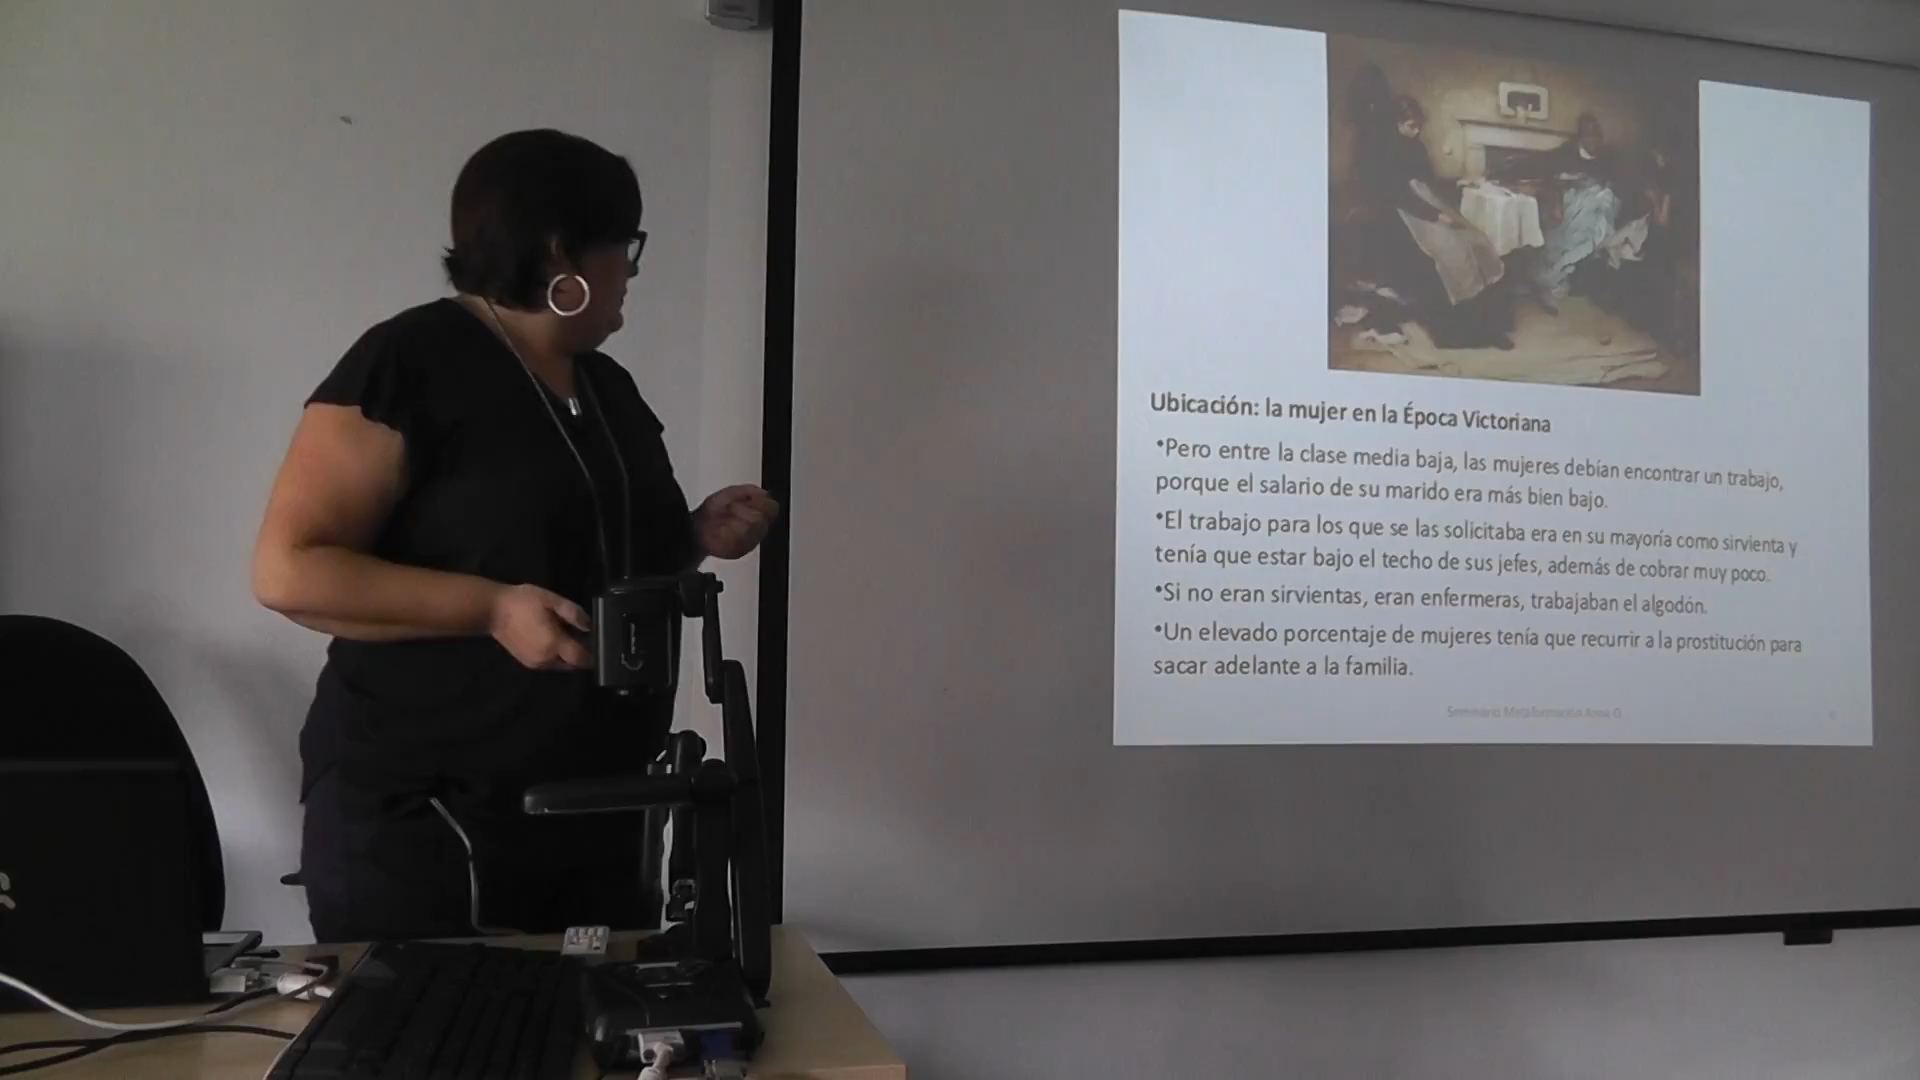 Ubicación: la mujer en la Época Victoriana
•Pero entre la clase media baja, las mujeres debían encontrar un trabajo,
porque el salario de su marido era más bien bajo.
•El trabajo para los que se las solicitaba era en su mayoría como sirvienta y
tenía que estar bajo el techo de sus jefes, además de cobrar muy poco.
•Si no eran sirvientas, eran enfermeras, trabajaban el algodón.
•Un elevado porcentaje de mujeres tenía que recurrir a la prostitución para
sacar adelante a la familia.
Seminario